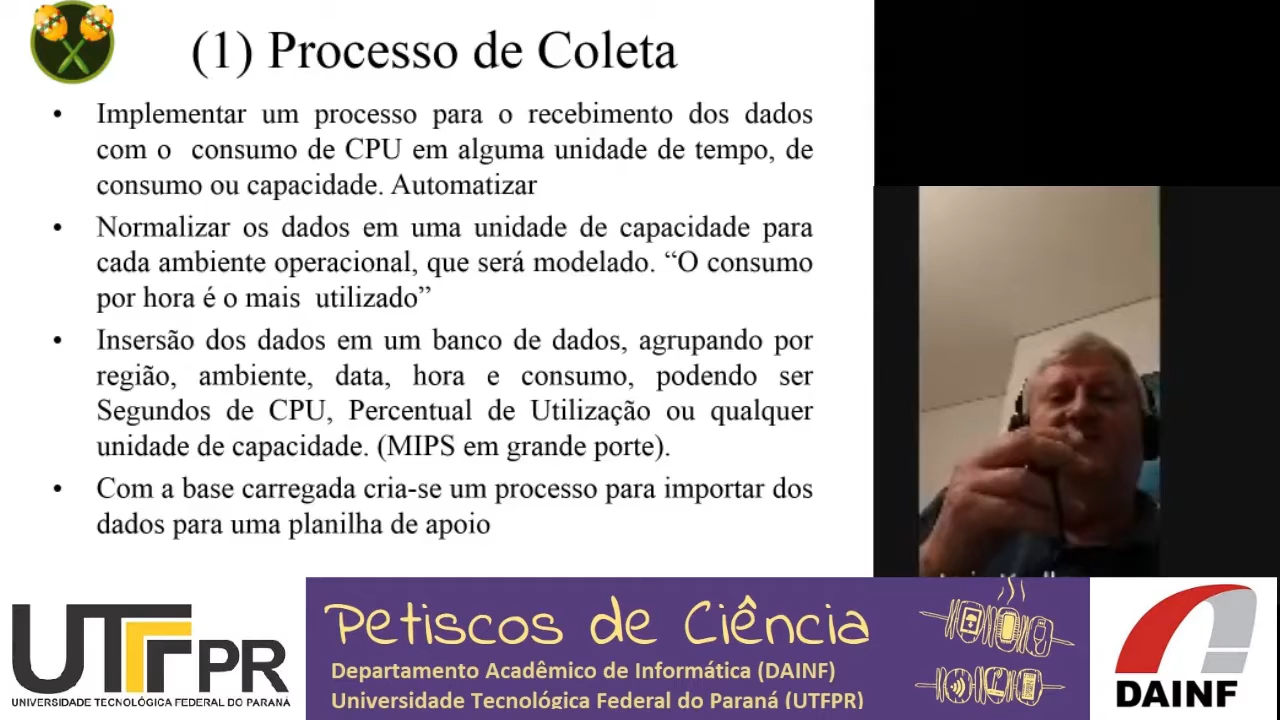 (1) Processo de Coleta
• Implementar um processo para o recebimento dos dados
com o consumo de CPU em alguma unidade de tempo, de
consumo ou capacidade. Automatizar
• Normalizar os dados em uma unidade de capacidade para
cada ambiente operacional, que será modelado. “O consumo
por hora é o mais utilizado”
• Insersão dos dados em um banco de dados, agrupando por
região, ambiente, data, hora e consumo, podendo ser
Segundos de CPU, Percentual de Utilização ou qualquer
unidade de capacidade. (MIPS em grande porte).
• Com a base carregada cria-se um processo para importar dos
dados para uma planilha de apoio
UTFPR
UNIVERSIDADE TECNOLÓGICA FEDERAL DO PARANÁ
Petiscos de Ciência
Departamento Acadêmico de Informática (DAINF)
Universidade Tecnológica Federal do Paraná (UTFPR)
DAINF